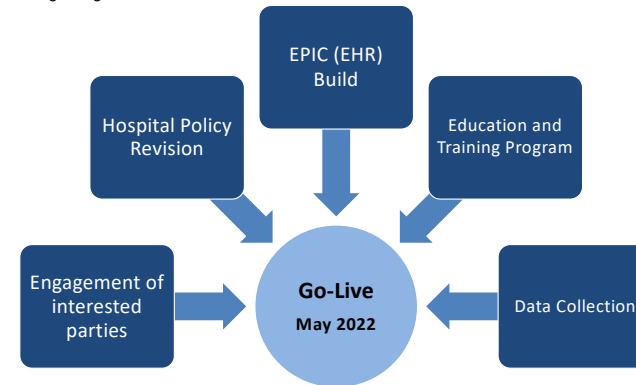 EPIC (EHR)
Build
Hospital Policy
Revision
Education and
Training Program
Engagement of
interested
parties
Go-Live
May 2022
Data Collection